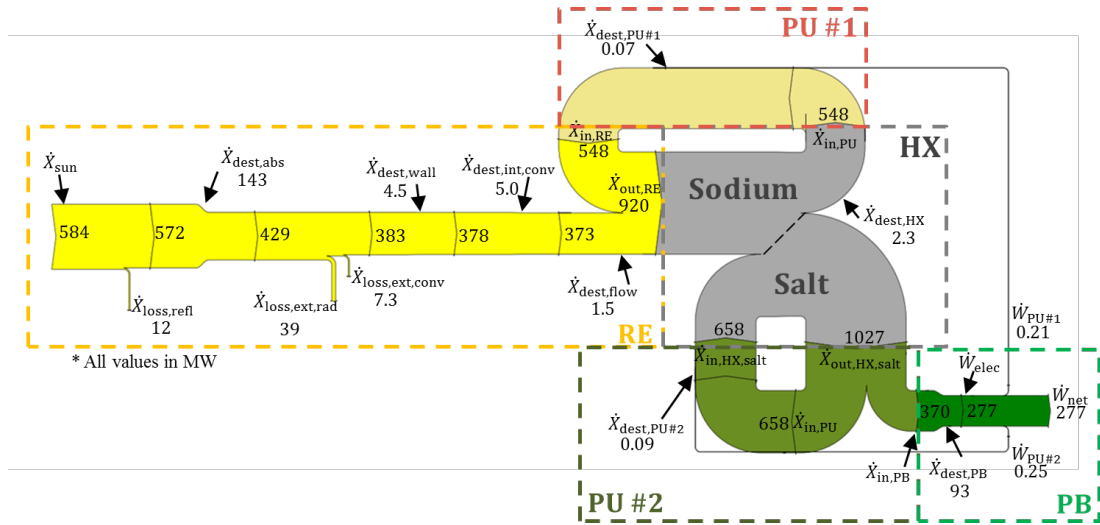 Ẋdest,PU#1
0.07
PU #1
548
Ẋin,PU
Ẋin,RE
548
HX
Ẋsun
Ẋdest,abs
143
Ẋdest,wall
4.5
Ẋdest,int,conv
5.0
Ẋout,RE
920
Sodium
584
572
429
383
378
373
Ẋdest,HX
2.3
Ẋloss,refl
12
Ẋloss,ext,rad
39
Ẋloss,ext,conv
7.3
Ẋdest,flow
1.5
Salt
RE
* All values in MW
658
Ẋin,HX,salt
1027
Ẋout,HX,salt
ẆPU#1
0.21
Ẇelec
Ẇnet
277
370
277
Ẋdest,PU#2
0.09
658
Ẋin,PU
Ẋin,PB
Ẋdest,PB
93
ẆPU#2
0.25
PU #2
PB